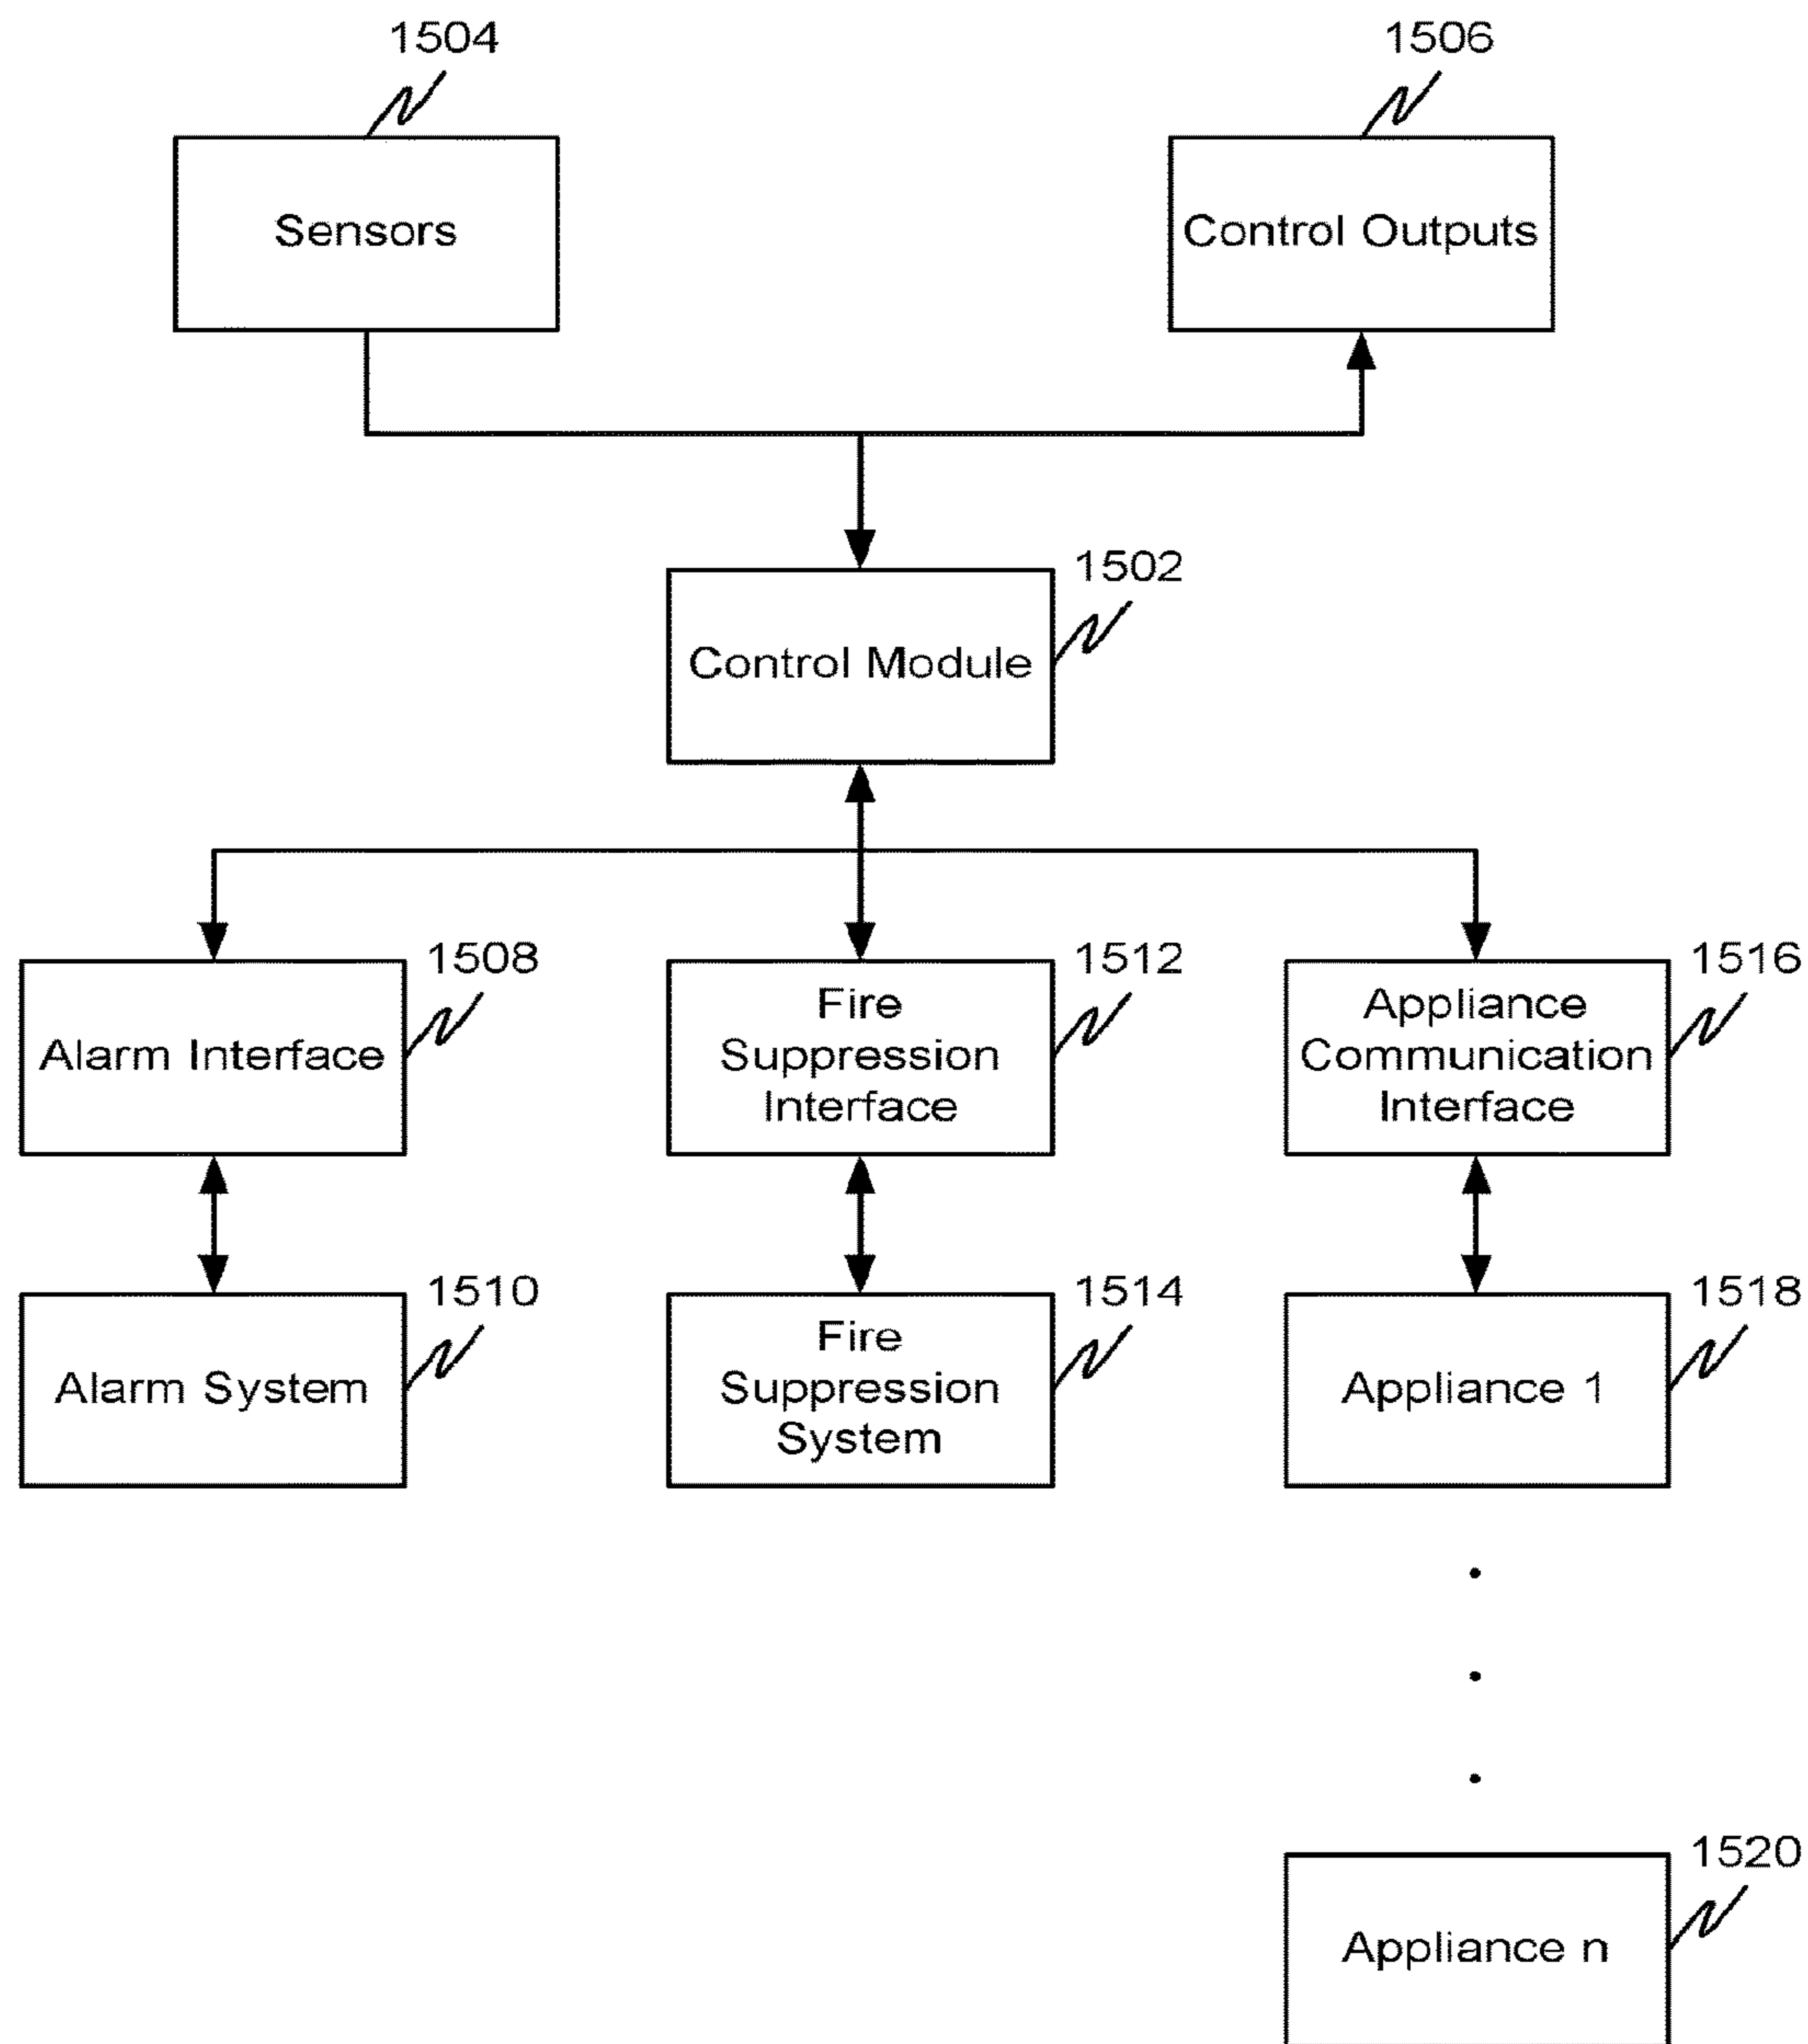 1504
1506
Sensors
Control Outputs
1502
Control Module
1508
1512
1516
Alarm Interface
Fire
Suppression
Interface
Appliance
Communication
Interface
1510
1514
1518
Alarm System
Fire
Suppression
System
Appliance 1
1520
Appliance n